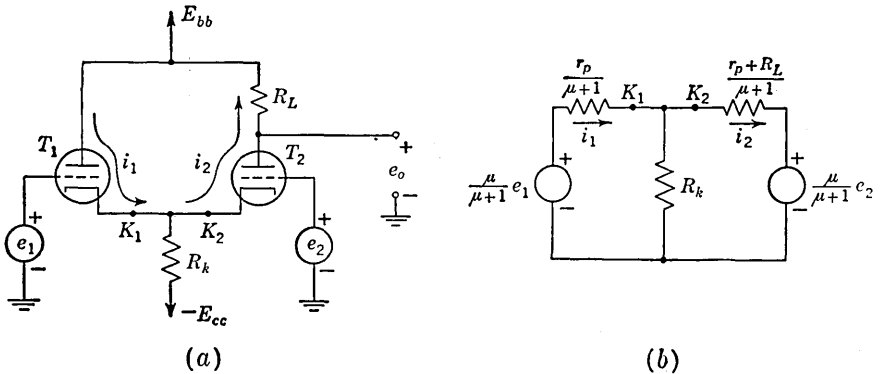 E_bb
R_L
T_1
i_1
i_2
T_2
+
e_o
−
K_1
K_2
+
e_1
−
+
e_2
−
R_k
−E_cc
(a)
r_p/μ+1
K_1
K_2
r_p+R_L/μ+1
i_1
i_2
+
μ/μ+1 e_1
−
R_k
+
μ/μ+1 e_2
−
(b)